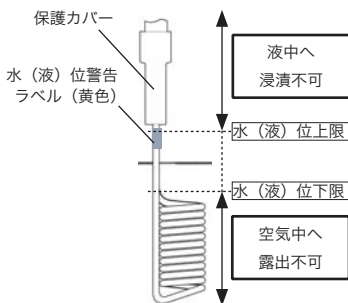 保護カバー
水（液）位警告
ラベル（黄色）
液中へ
浸漬不可
水（液）位上限
水（液）位下限
空気中へ
露出不可